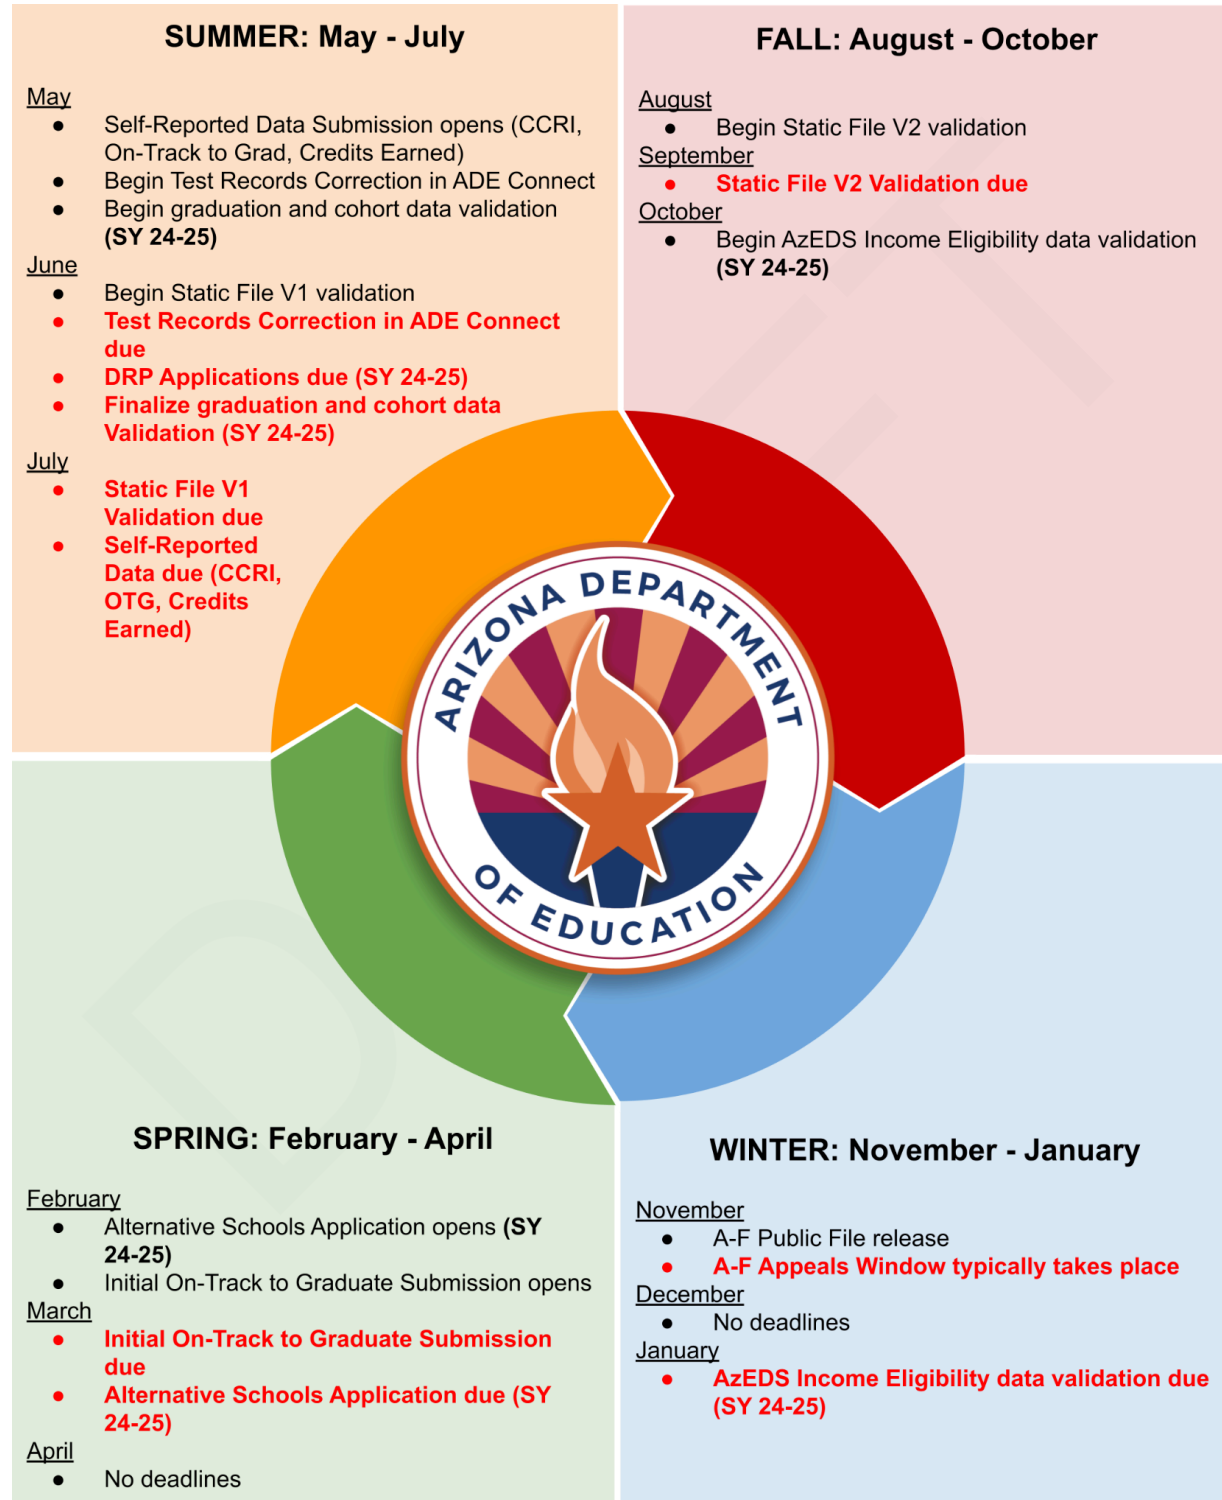 SUMMER: May - July
May
● Self-Reported Data Submission opens (CCRI,
On-Track to Grad, Credits Earned)
● Begin Test Records Correction in ADE Connect
● Begin graduation and cohort data validation
(SY 24-25)
June
● Begin Static File V1 validation
● Test Records Correction in ADE Connect
due
● DRP Applications due (SY 24-25)
● Finalize graduation and cohort data
Validation (SY 24-25)
July
● Static File V1
Validation due
● Self-Reported
Data due (CCRI,
OTG, Credits
Earned)
FALL: August - October
August
● Begin Static File V2 validation
September
● Static File V2 Validation due
October
● Begin AzEDS Income Eligibility data validation
(SY 24-25)
ARIZONA DEPARTMENT
OF EDUCATION
SPRING: February - April
February
● Alternative Schools Application opens (SY
24-25)
● Initial On-Track to Graduate Submission opens
March
● Initial On-Track to Graduate Submission
due
● Alternative Schools Application due (SY
24-25)
April
● No deadlines
WINTER: November - January
November
● A-F Public File release
● A-F Appeals Window typically takes place
December
● No deadlines
January
● AzEDS Income Eligibility data validation due
(SY 24-25)